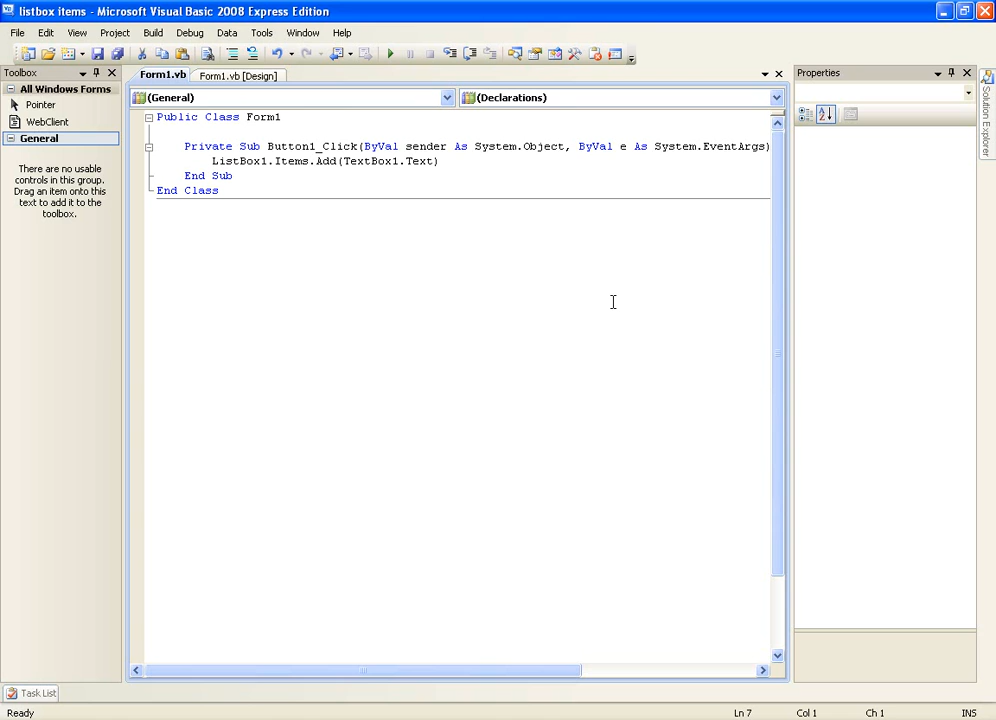 listbox items - Microsoft Visual Basic 2008 Express Edition
File Edit View Project Build Debug Data Tools Window Help
Toolbox
All Windows Forms
Pointer
WebClient
General
There are no usable
controls in this group.
Drag an item onto this
text to add it to the
toolbox.
Form1.vb Form1.vb [Design]
(General) (Declarations)
Public Class Form1
Private Sub Button1_Click(ByVal sender As System.Object, ByVal e As System.EventArgs)
ListBox1.Items.Add(TextBox1.Text)
End Sub
End Class
Properties
Solution Explorer
Task List
Ready Ln 7 Col 1 Ch 1 INS